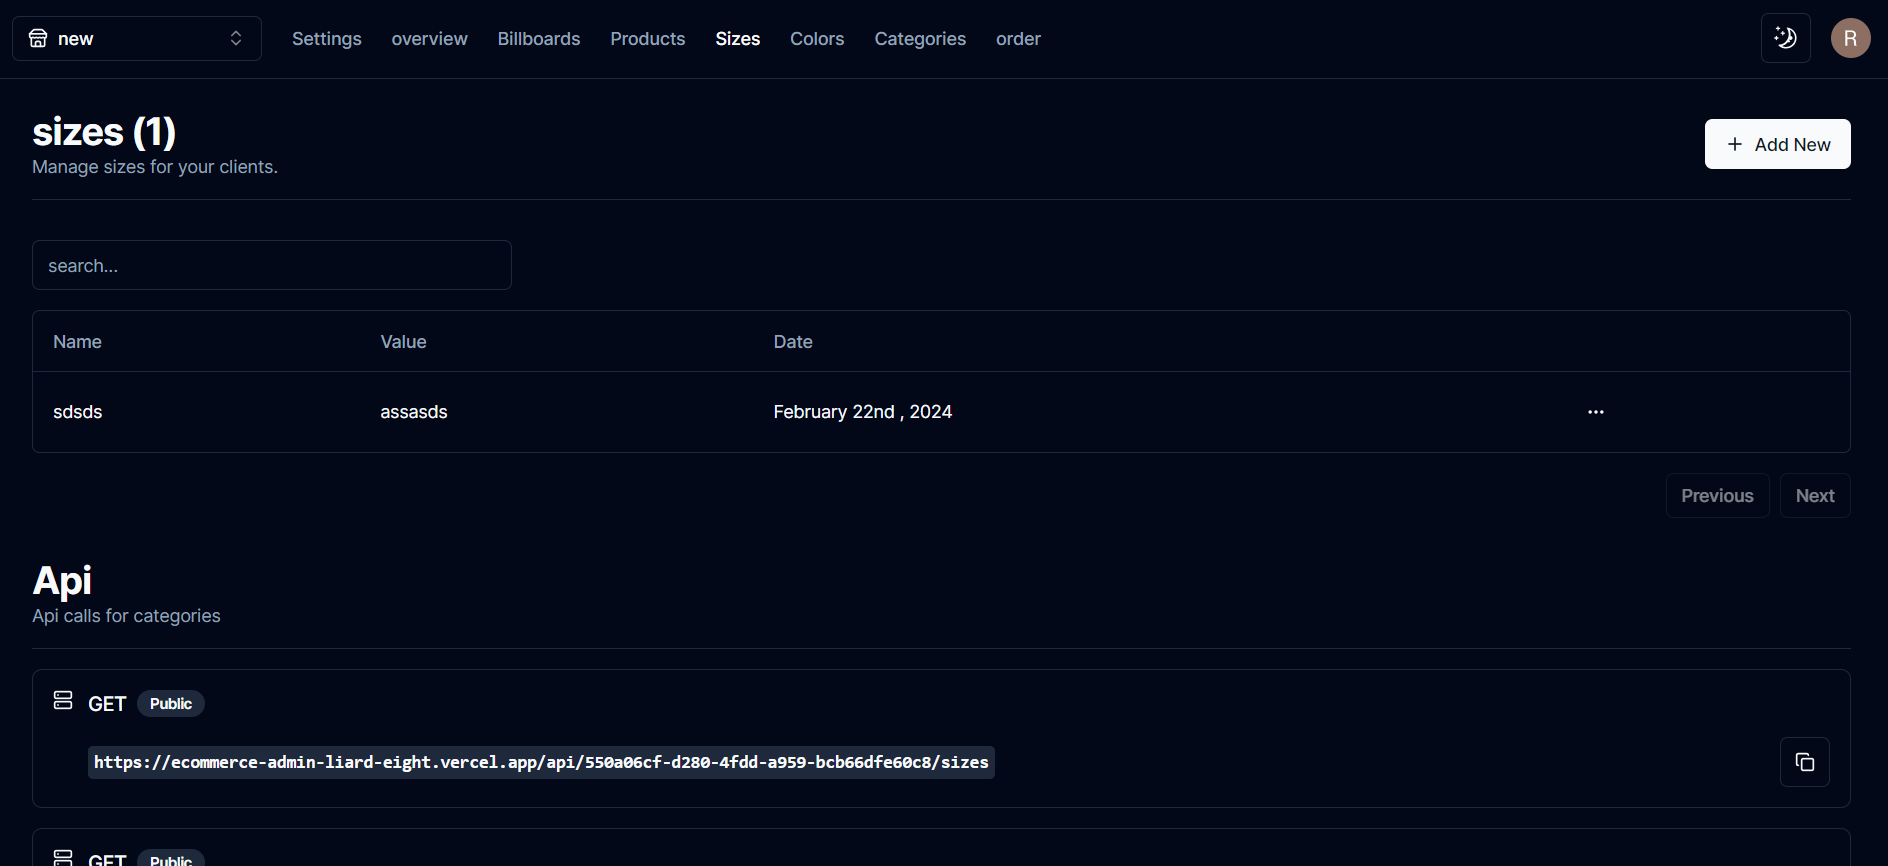 new
Settings overview Billboards Products Sizes Colors Categories order
R
sizes (1)
Manage sizes for your clients.
+ Add New
search...
Name Value Date
sdsds assasds February 22nd , 2024 ...
Previous Next
Api
Api calls for categories
GET Public
https://ecommerce-admin-liard-eight.vercel.app/api/550a06cf-d280-4fdd-a959-bcb66dfe60c8/sizes
GET Public